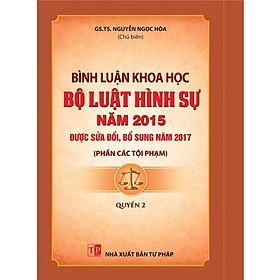 GS.TS. NGUYỄN NGỌC HÒA
(Chủ biên)
BÌNH LUẬN KHOA HỌC
BỘ LUẬT HÌNH SỰ
NĂM 2015
ĐƯỢC SỬA ĐỔI, BỔ SUNG NĂM 2017
(PHẦN CÁC TỘI PHẠM)
QUYỂN 2
TP NHÀ XUẤT BẢN TƯ PHÁP